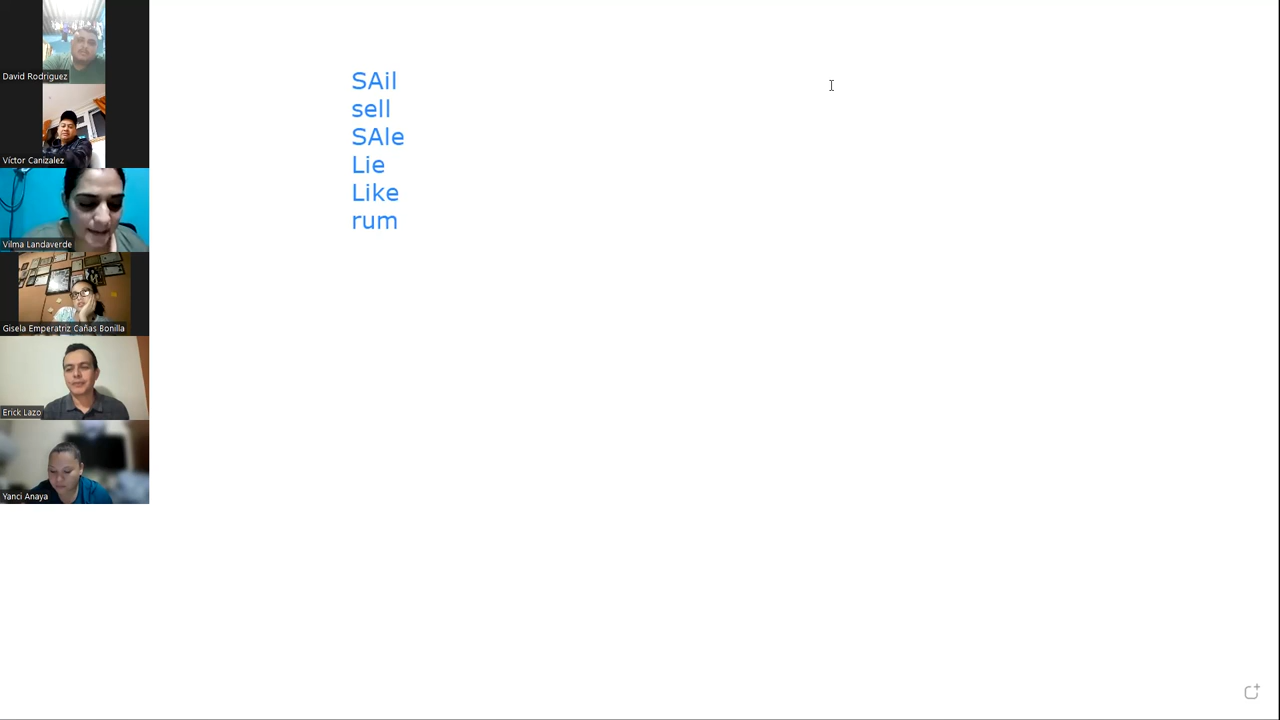 David Rodriguez
Víctor Canizalez
Vilma Landaverde
Gisela Emperatriz Cañas Bonilla
Erick Lazo
Yanci Anaya
SAil
sell
SAle
Lie
Like
rum